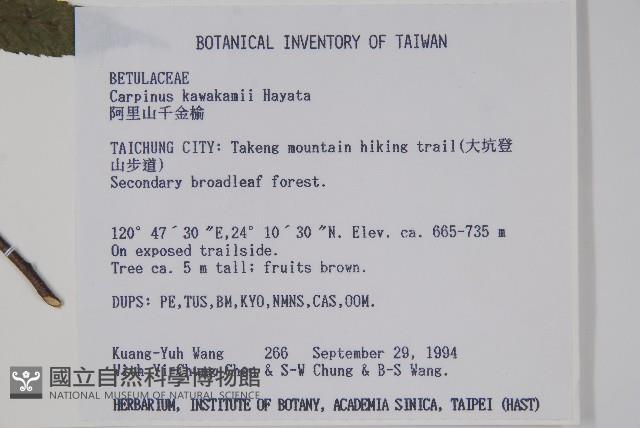 BOTANICAL INVENTORY OF TAIWAN
BETULACEAE
Carpinus kawakamii Hayata
阿里山千金榆
TAICHUNG CITY: Takeng mountain hiking trail(大坑登
山步道)
Secondary broadleaf forest.
120° 47´30 ″E,24° 10´30 ″N. Elev. ca. 665-735 m
On exposed trailside.
Tree ca. 5 m tall; fruits brown.
DUPS: PE,TUS,BM,KYO,NMNS,CAS,OOM.
Kuang-Yuh Wang 266 September 29, 1994
With & S-W Chung & B-S Wang.
國立自然科學博物館
NATIONAL MUSEUM OF NATURAL SCIENCE
HERBARIUM, INSTITUTE OF BOTANY, ACADEMIA SINICA, TAIPEI (HAST)